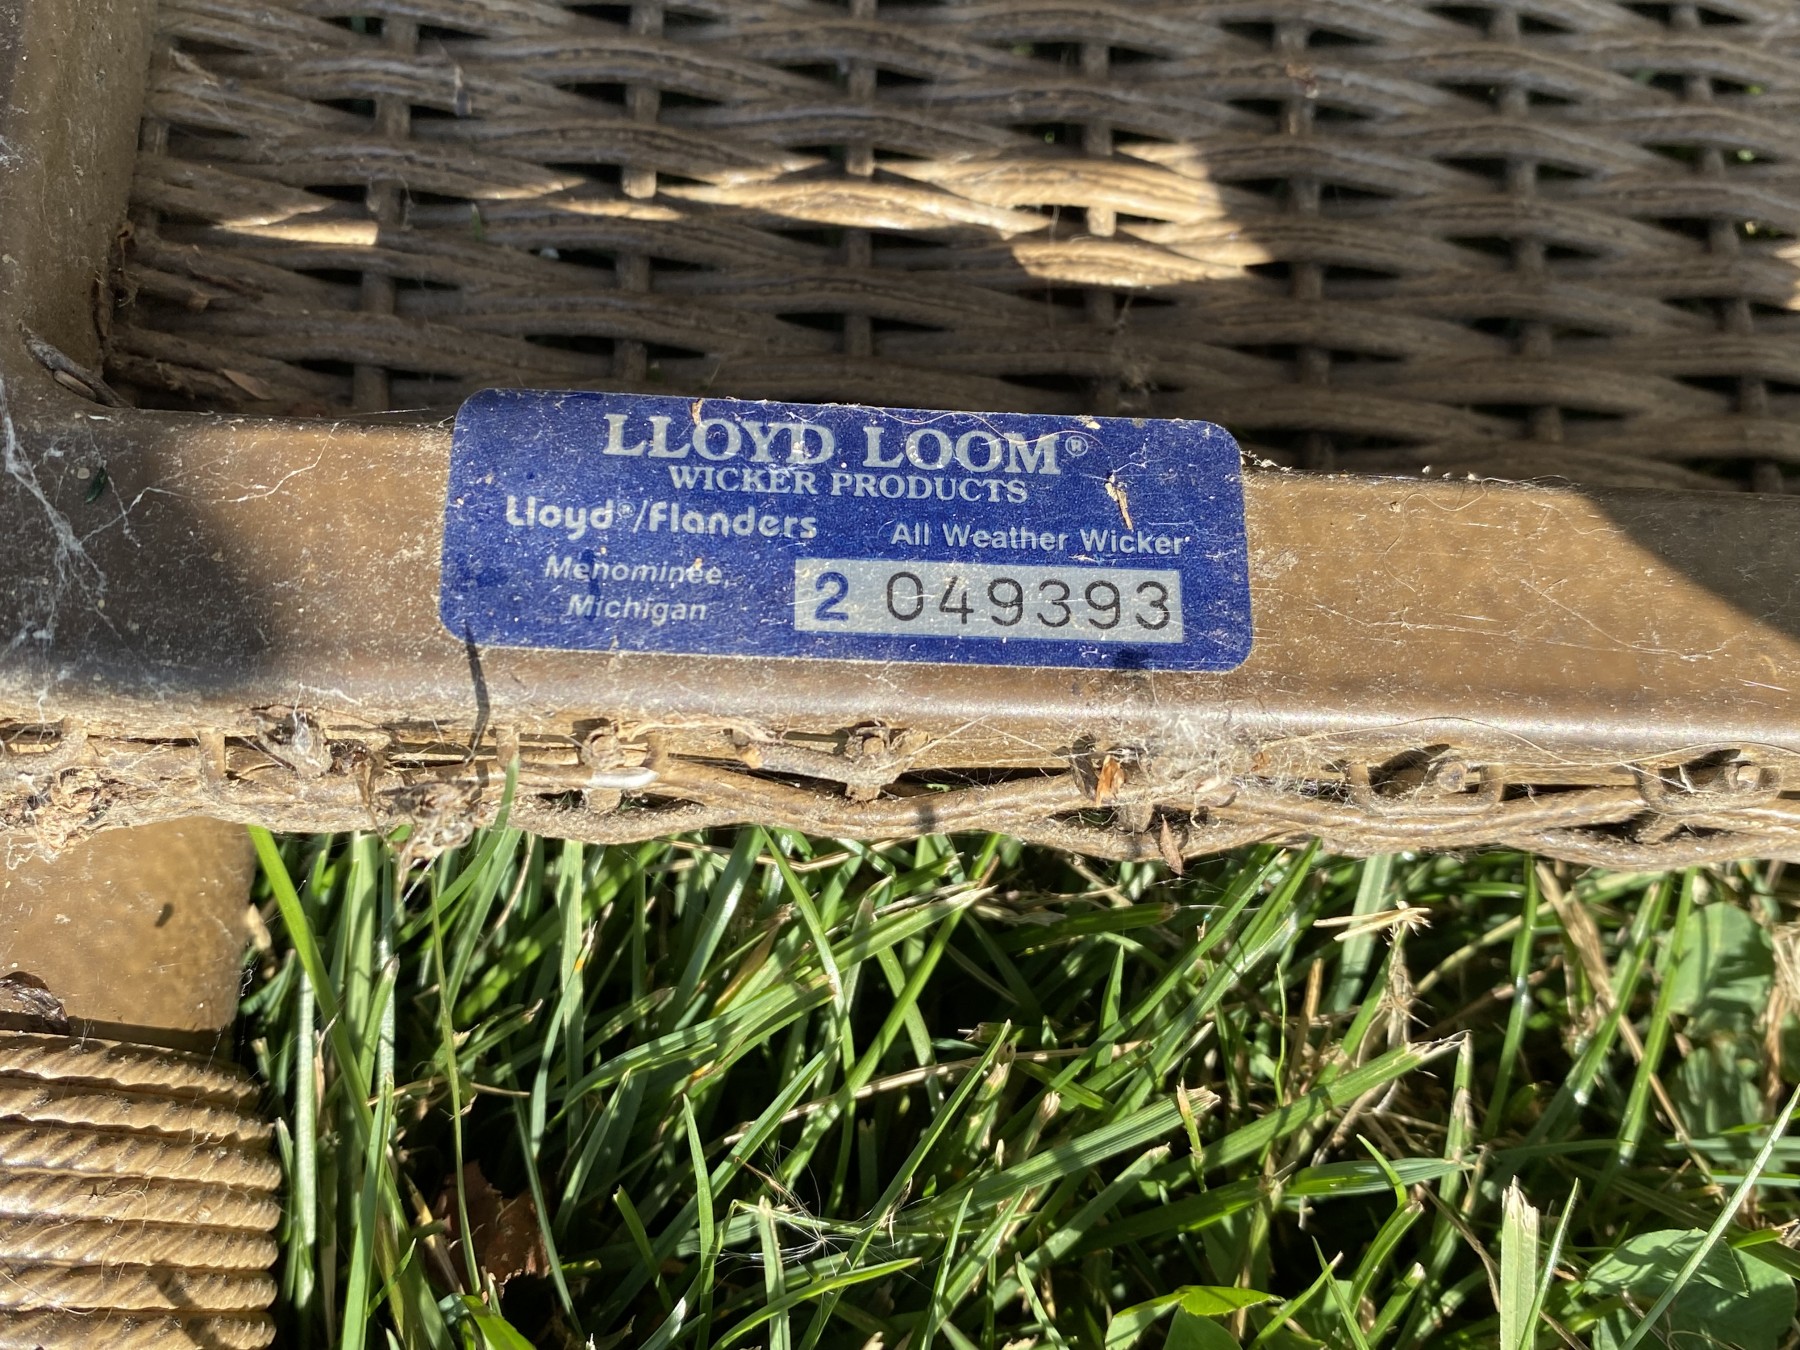 LLOYD LOOM®
WICKER PRODUCTS
Lloyd®/Flanders
All Weather Wicker
Menominee,
Michigan
2 049393